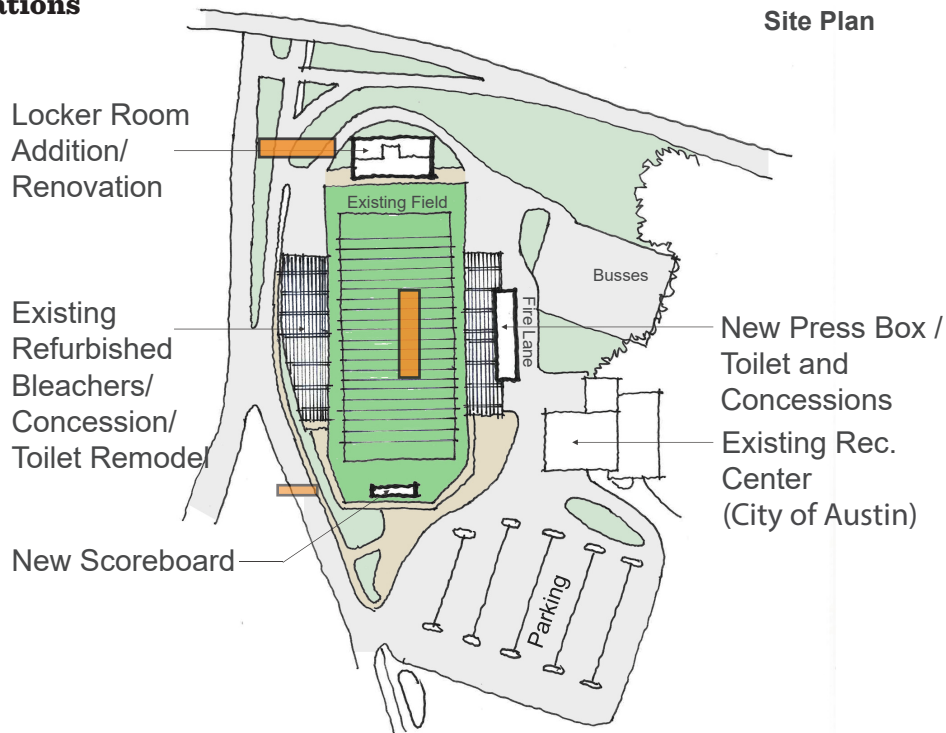 ations
Site Plan
Locker Room
Addition/
Renovation
Existing Field
Busses
Fire Lane
Existing
Refurbished
Bleachers/
Concession/
Toilet Remodel
New Press Box /
Toilet and
Concessions
Existing Rec.
Center
(City of Austin)
New Scoreboard
Parking